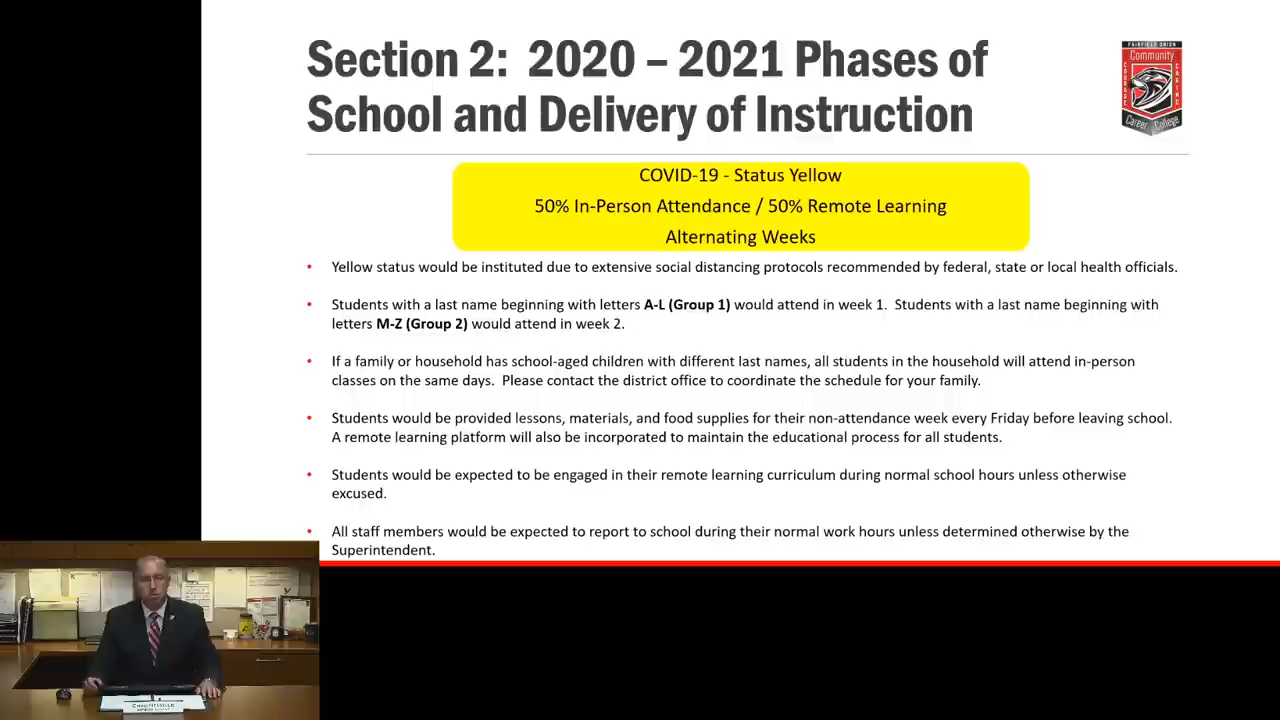 Section 2: 2020 – 2021 Phases of
School and Delivery of Instruction
FAIRFIELD UNION
Community
COURAGE
CARING
Career College
COVID-19 - Status Yellow
50% In-Person Attendance / 50% Remote Learning
Alternating Weeks
• Yellow status would be instituted due to extensive social distancing protocols recommended by federal, state or local health officials.
• Students with a last name beginning with letters A-L (Group 1) would attend in week 1. Students with a last name beginning with
letters M-Z (Group 2) would attend in week 2.
• If a family or household has school-aged children with different last names, all students in the household will attend in-person
classes on the same days. Please contact the district office to coordinate the schedule for your family.
• Students would be provided lessons, materials, and food supplies for their non-attendance week every Friday before leaving school.
A remote learning platform will also be incorporated to maintain the educational process for all students.
• Students would be expected to be engaged in their remote learning curriculum during normal school hours unless otherwise
excused.
• All staff members would be expected to report to school during their normal work hours unless determined otherwise by the
Superintendent.